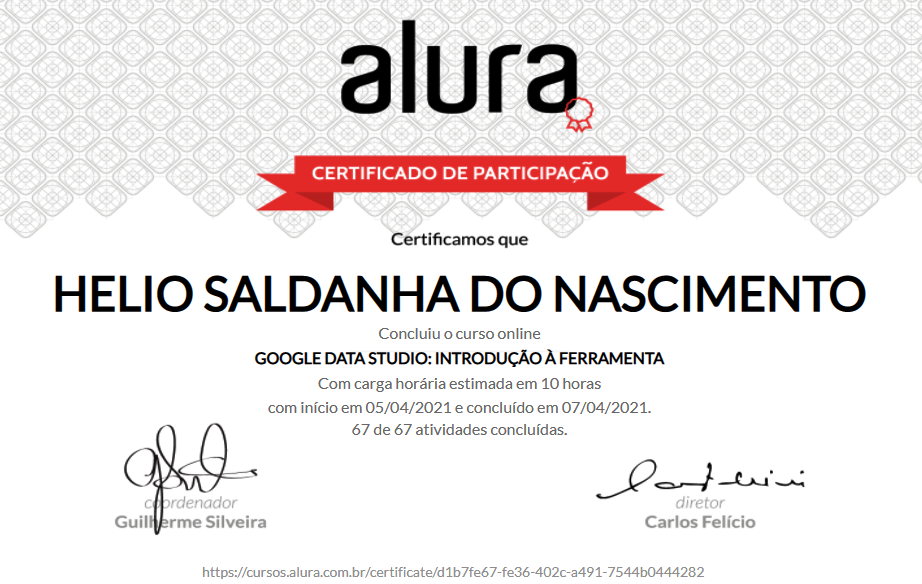 alura
CERTIFICADO DE PARTICIPAÇÃO
Certificamos que
HELIO SALDANHA DO NASCIMENTO
Concluiu o curso online
GOOGLE DATA STUDIO: INTRODUÇÃO À FERRAMENTA
Com carga horária estimada em 10 horas
com início em 05/04/2021 e concluído em 07/04/2021.
67 de 67 atividades concluídas.
coordenador
Guilherme Silveira
diretor
Carlos Felício
https://cursos.alura.com.br/certificate/d1b7fe67-fe36-402c-a491-7544b0444282